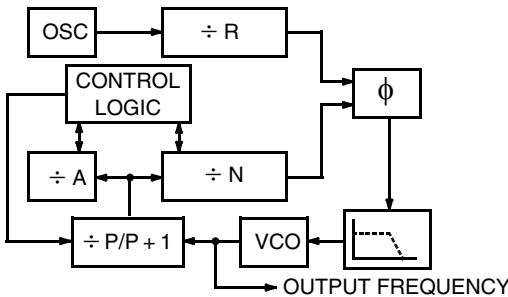 OSC
÷ R
CONTROL
LOGIC
ϕ
÷ A
÷ N
÷ P/P + 1
VCO
OUTPUT FREQUENCY